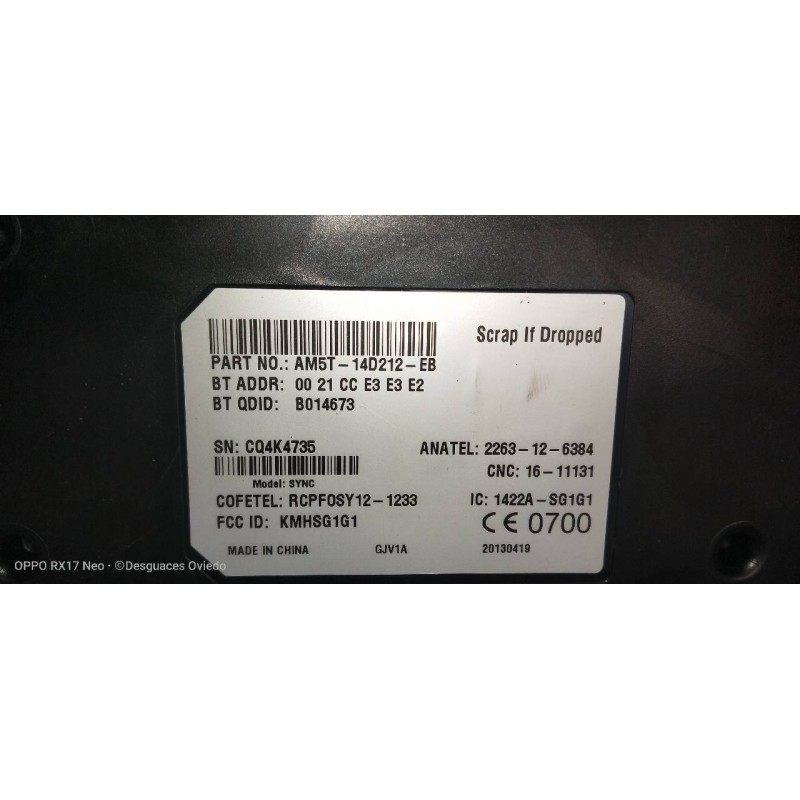 Scrap If Dropped
PART NO.: AM5T-14D212-EB
BT ADDR: 00 21 CC E3 E3 E2
BT QDID: B014673
SN: CQ4K4735
ANATEL: 2263-12-6384
CNC: 16-11131
Model: SYNC
COFETEL: RCPFOSY12-1233
IC: 1422A-SG1G1
FCC ID: KMHSG1G1
CE 0700
MADE IN CHINA
GJV1A
20130419
OPPO RX17 Neo · ©Desguaces Oviedo